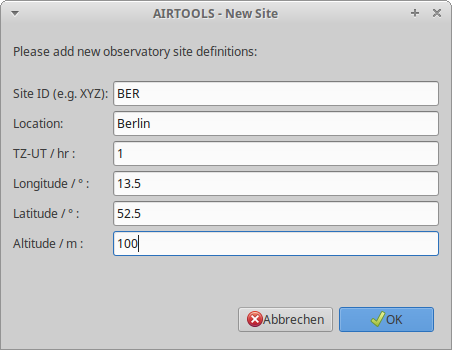 AIRTOOLS - New Site
Please add new observatory site definitions:
Site ID (e.g. XYZ): BER
Location: Berlin
TZ-UT / hr : 1
Longitude / ° : 13.5
Latitude / ° : 52.5
Altitude / m : 100
Abbrechen OK